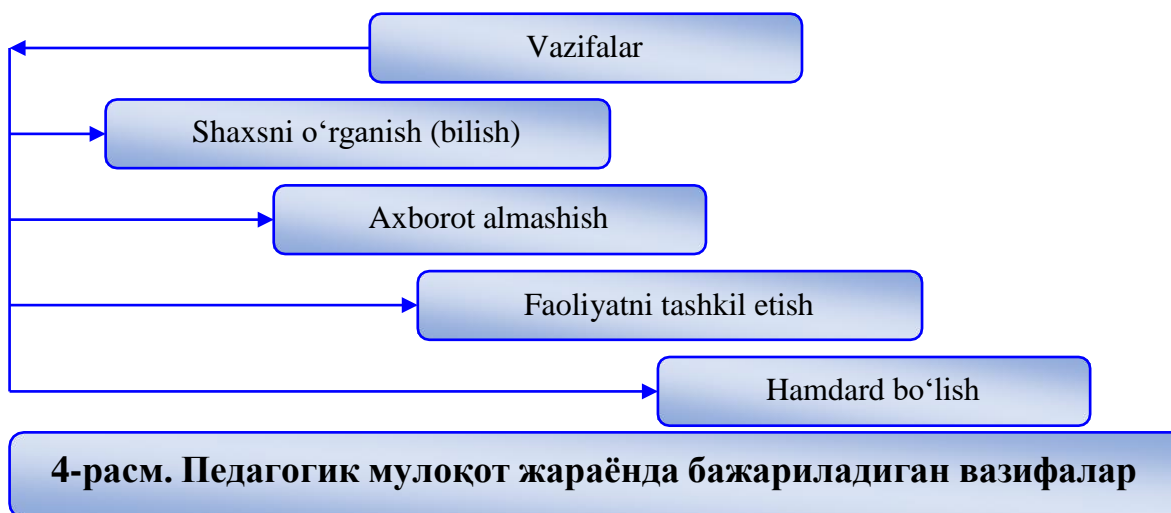 Vazifalar
Shaxsni o‘rganish (bilish)
Axborot almashish
Faoliyatni tashkil etish
Hamdard bo‘lish
4-расм. Педагогик мулоқот жараёнда бажариладиган вазифалар